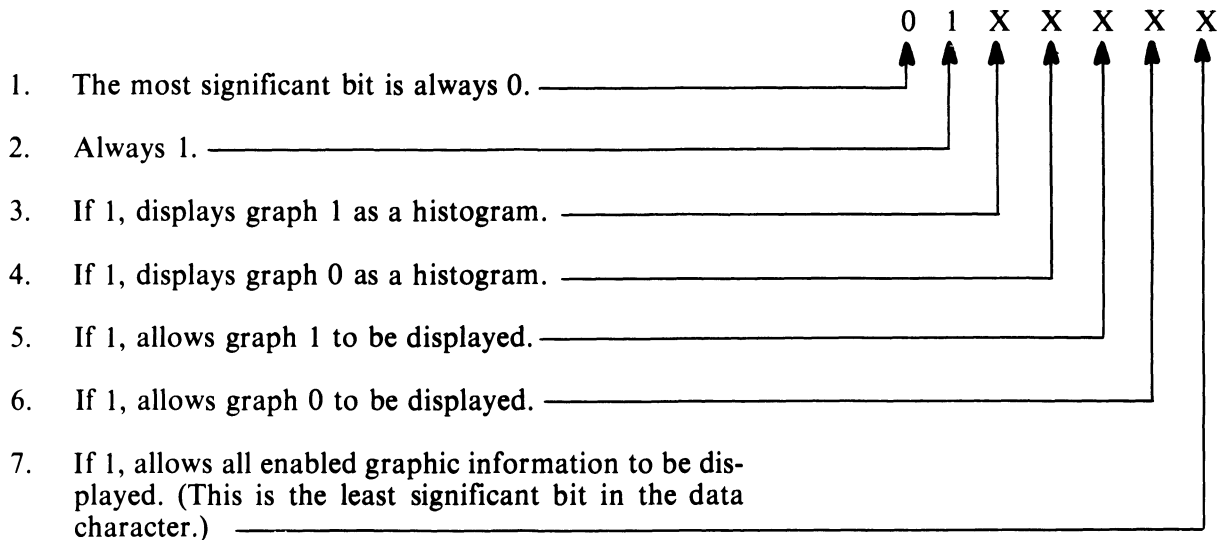 0 1 X X X X X
1. The most significant bit is always 0.
2. Always 1.
3. If 1, displays graph 1 as a histogram.
4. If 1, displays graph 0 as a histogram.
5. If 1, allows graph 1 to be displayed.
6. If 1, allows graph 0 to be displayed.
7. If 1, allows all enabled graphic information to be dis-
played. (This is the least significant bit in the data
character.)